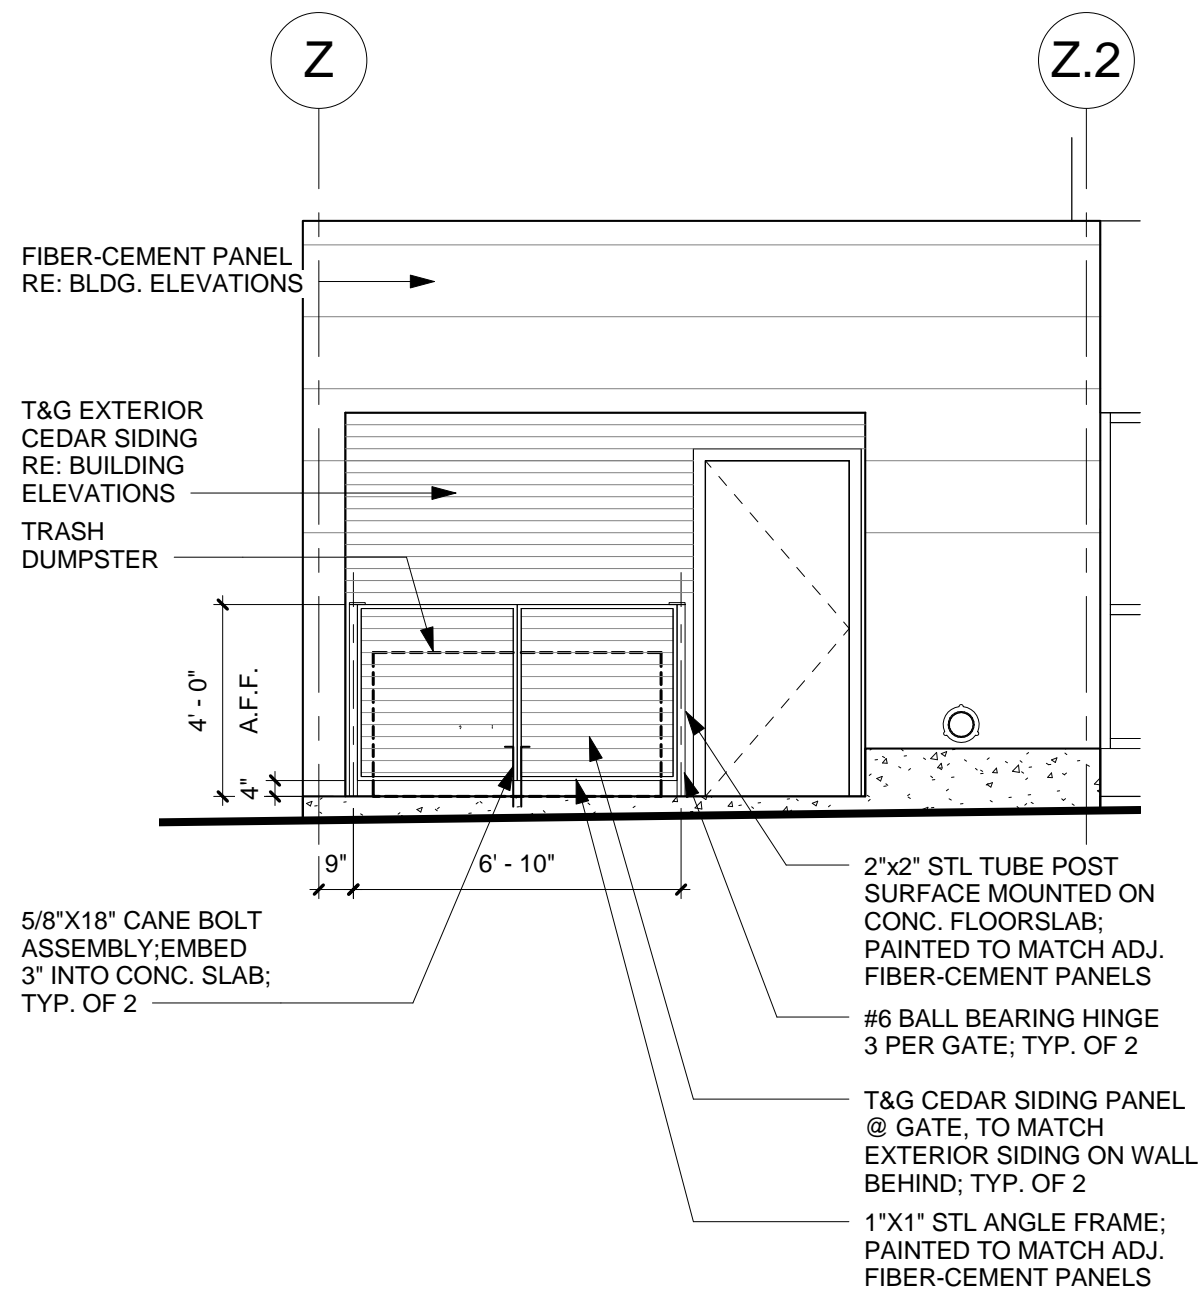 Z
Z.2
FIBER-CEMENT PANEL
RE: BLDG. ELEVATIONS
T&G EXTERIOR
CEDAR SIDING
RE: BUILDING
ELEVATIONS
TRASH
DUMPSTER
4' - 0"
A.F.F.
4"
9"
6' - 10"
5/8"X18" CANE BOLT
ASSEMBLY;EMBED
3" INTO CONC. SLAB;
TYP. OF 2
2"x2" STL TUBE POST
SURFACE MOUNTED ON
CONC. FLOORSLAB;
PAINTED TO MATCH ADJ.
FIBER-CEMENT PANELS
#6 BALL BEARING HINGE
3 PER GATE; TYP. OF 2
T&G CEDAR SIDING PANEL
@ GATE, TO MATCH
EXTERIOR SIDING ON WALL
BEHIND; TYP. OF 2
1"X1" STL ANGLE FRAME;
PAINTED TO MATCH ADJ.
FIBER-CEMENT PANELS